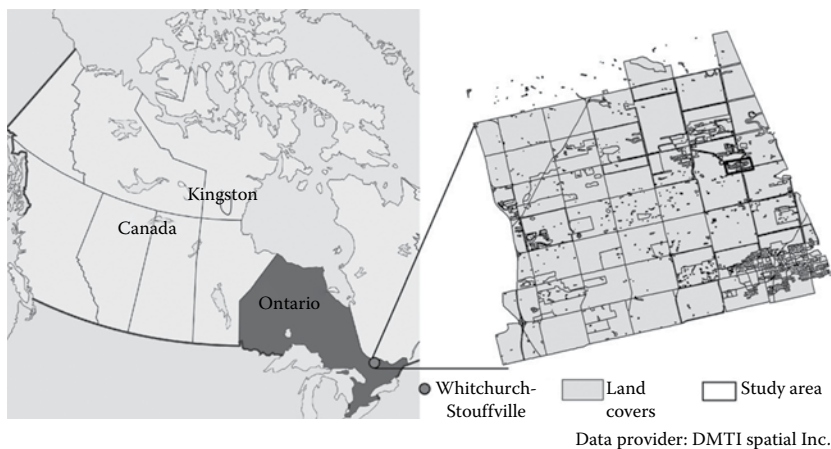 Kingston
Canada
Ontario
Whitchurch-
Stouffville
Land
covers
Study area
Data provider: DMTI spatial Inc.